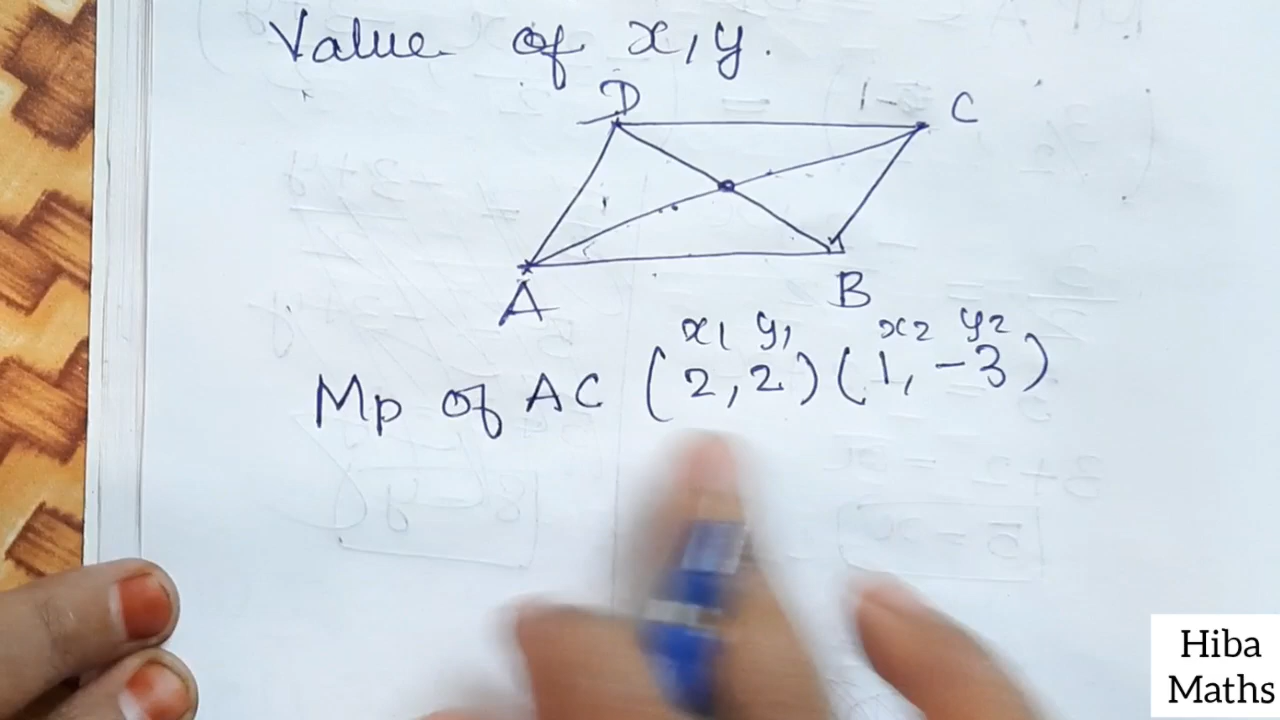 Value of x, y.
D
C
A
B
x1 y1 x2 y2
Mp of AC (2, 2) (1, -3)
Hiba
Maths